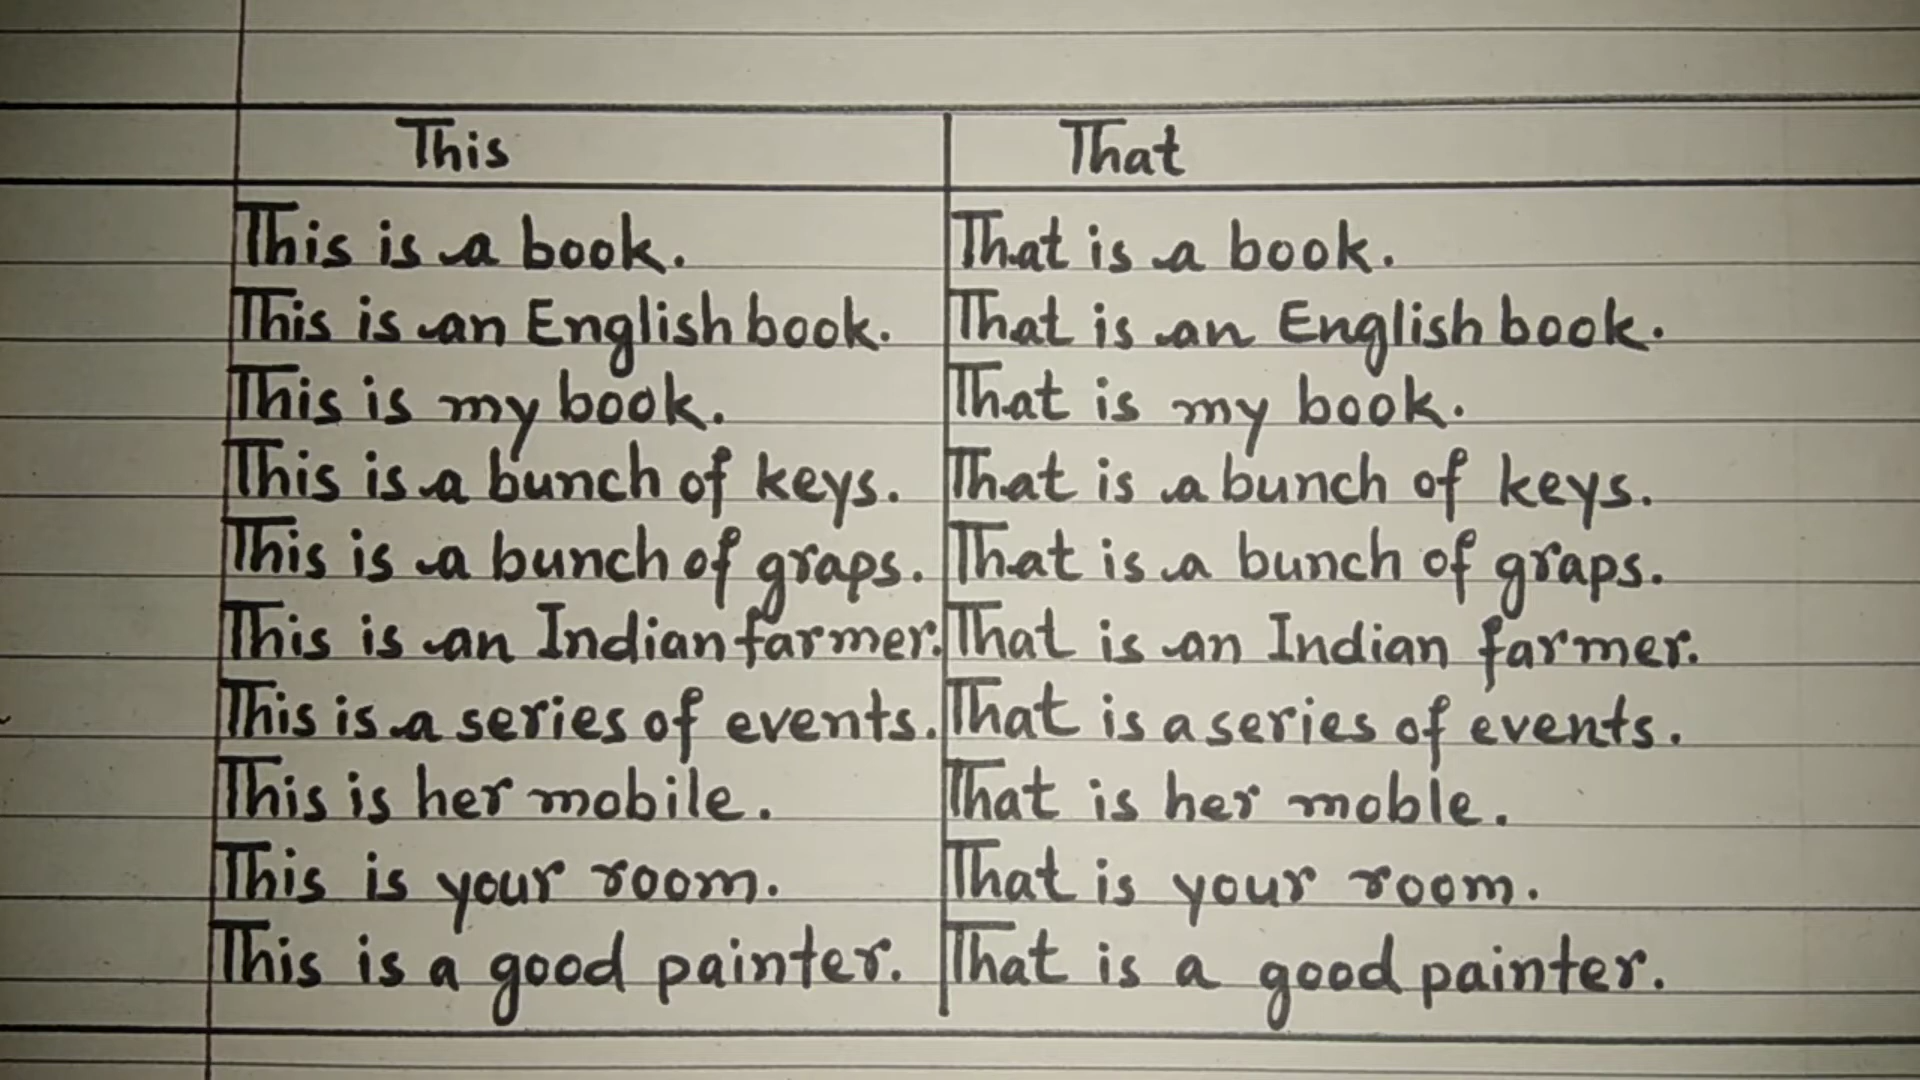 This That
This is a book. That is a book.
This is an English book. That is an English book.
This is my book. That is my book.
This is a bunch of keys. That is a bunch of keys.
This is a bunch of graps. That is a bunch of graps.
This is an Indian farmer. That is an Indian farmer.
This is a series of events. That is a series of events.
This is her mobile. That is her moble.
This is your room. That is your room.
This is a good painter. That is a good painter.